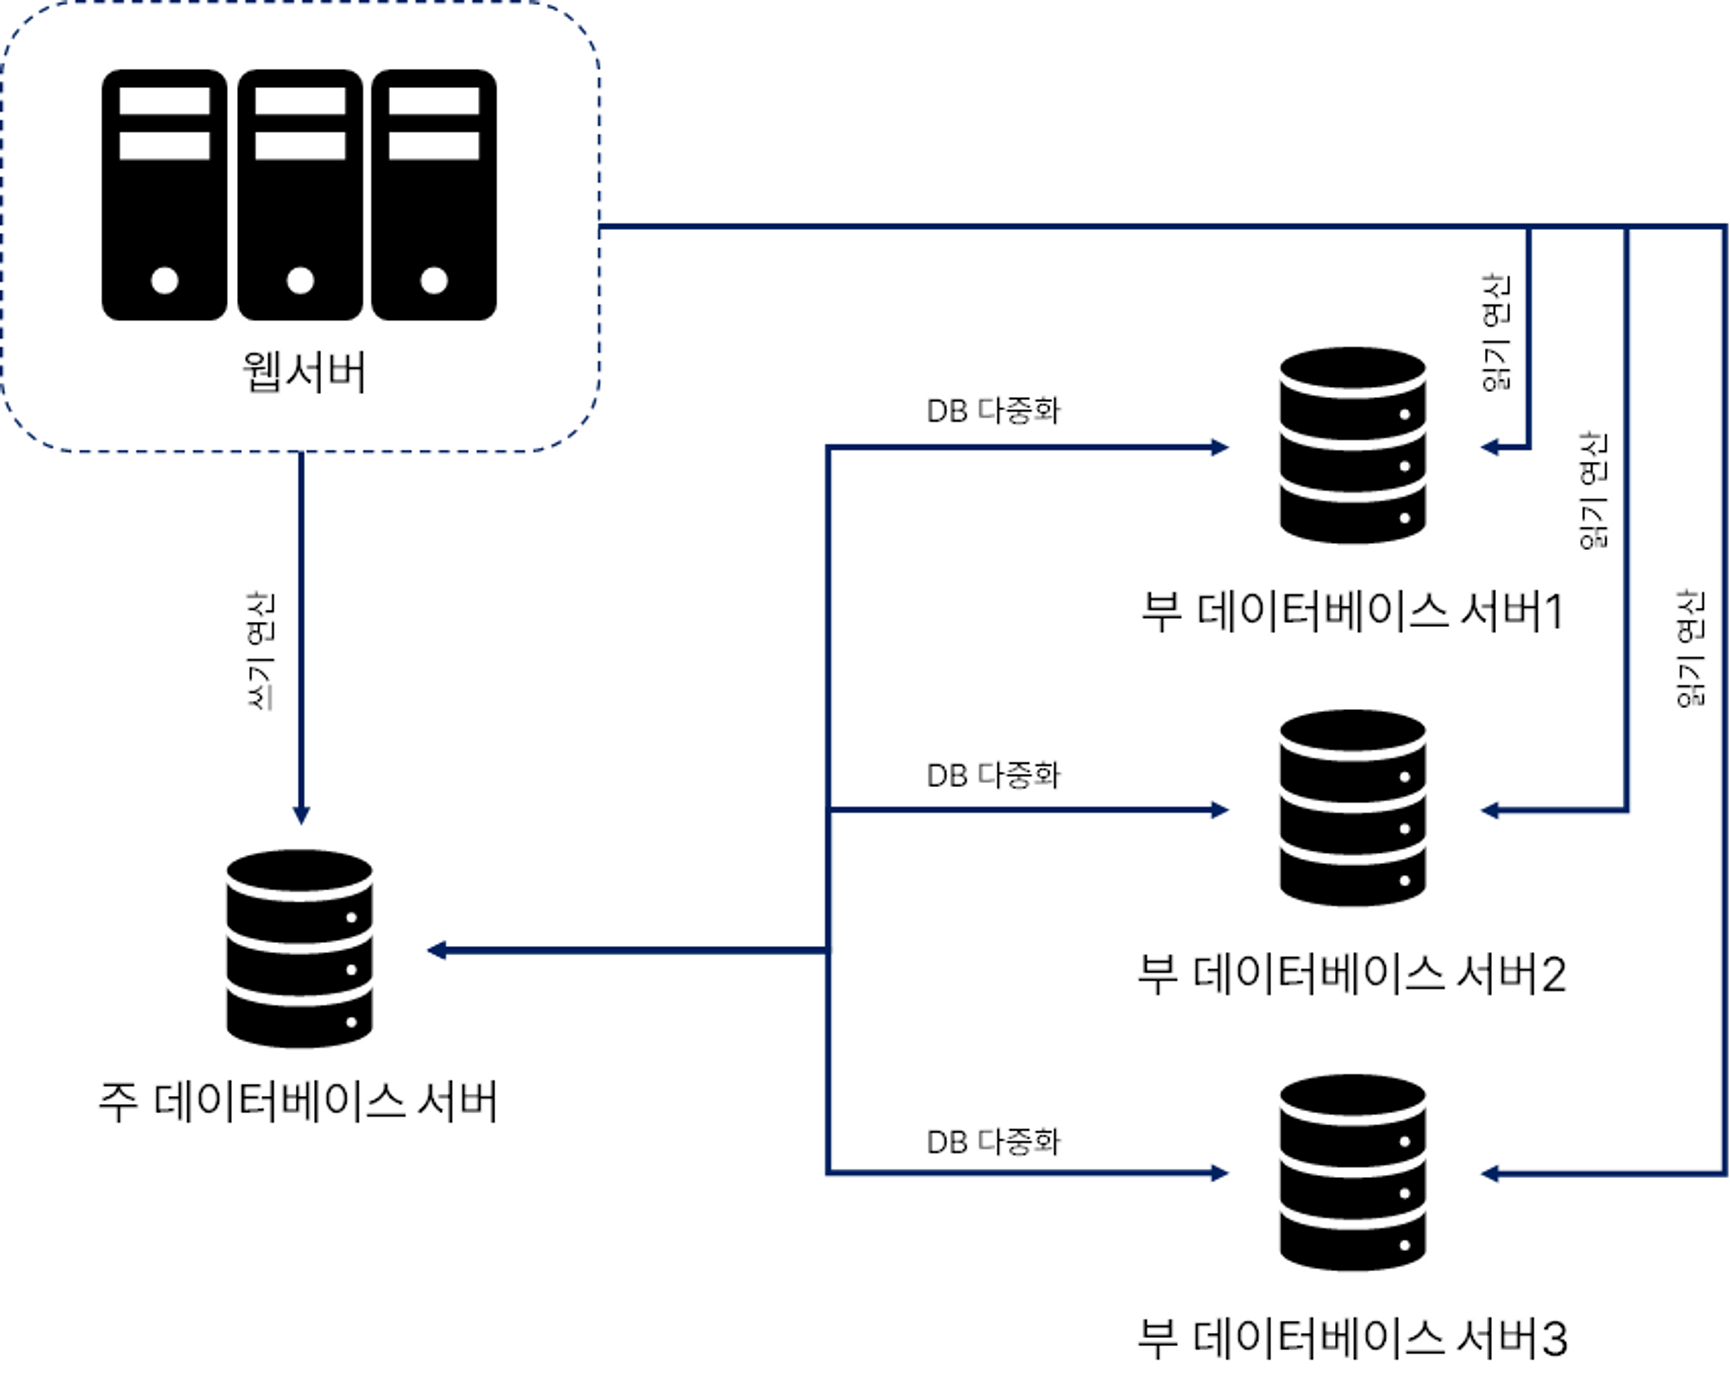 웹서버
쓰기 연산
주 데이터베이스 서버
DB 다중화
읽기 연산
부 데이터베이스 서버1
DB 다중화
읽기 연산
부 데이터베이스 서버2
DB 다중화
읽기 연산
부 데이터베이스 서버3